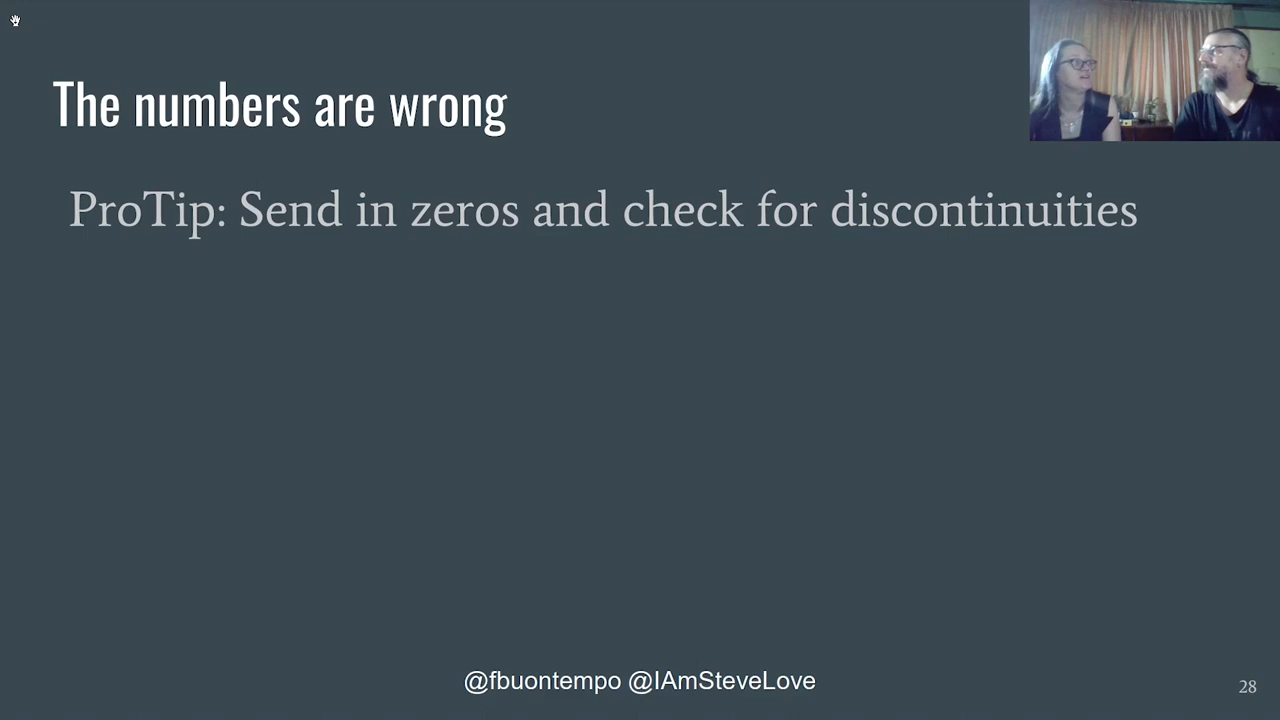 The numbers are wrong
ProTip: Send in zeros and check for discontinuities
@fbuontempo @IAmSteveLove
28